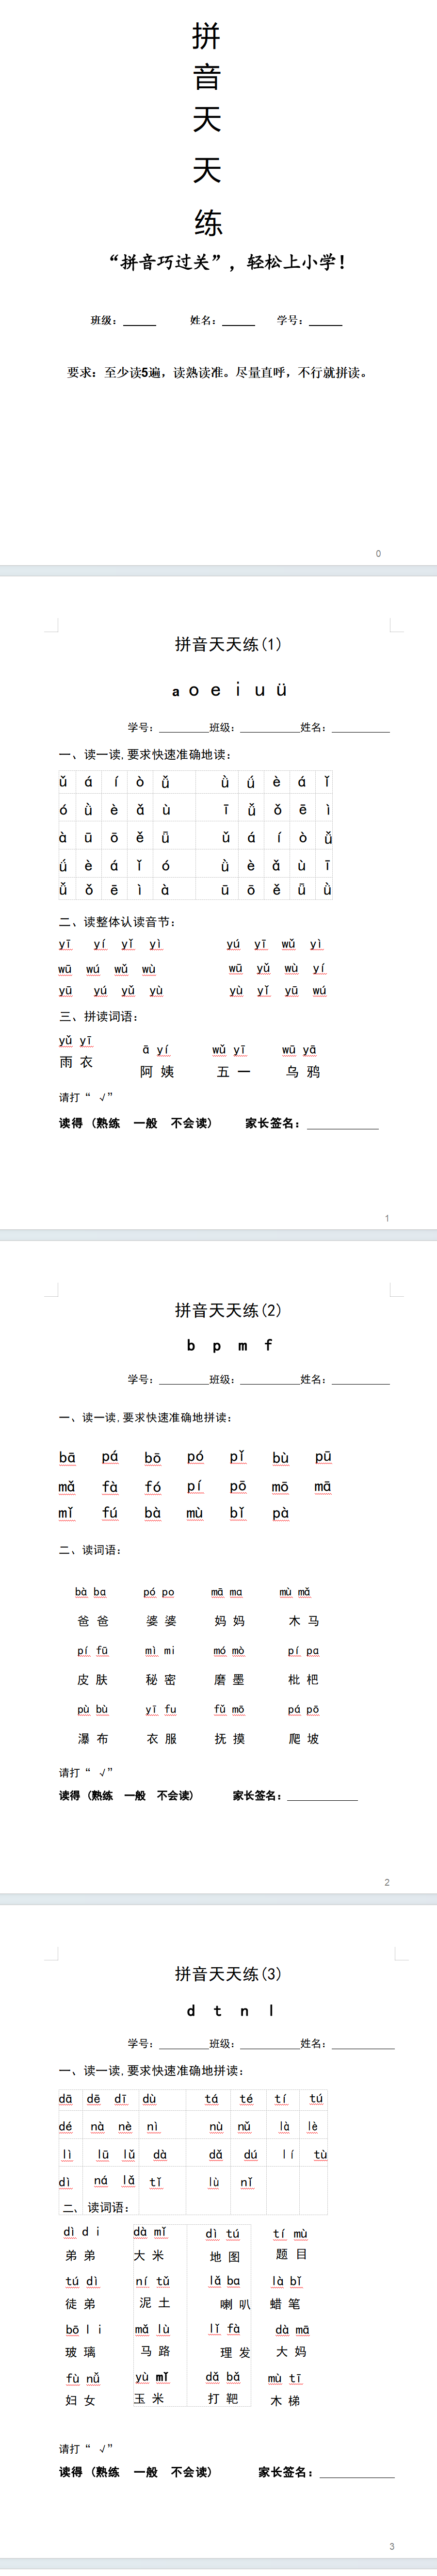 拼
音
天
天
练
“拼音巧过关”，轻松上小学！
班级：______ 姓名：______ 学号：______
要求：至少读5遍，读熟读准。尽量直呼，不行就拼读。
0
拼音天天练(1)
a o e i u ü
学号：_________班级：___________姓名：___________
一、读一读,要求快速准确地读：
ǔ á í ò ǚ ǜ ǘ è á ǐ
ó ǜ è ǎ ù ī ǚ ǒ ē ì
à ū ō ě ǖ ǔ á í ò ǚ
ǘ è á ǐ ó ǜ è ǎ ù ī
ǚ ǒ ē ì à ū ō ě ǖ ǜ
二、读整体认读音节：
yī yí yǐ yì yú yī wǔ yì
wū wú wǔ wù wū yǔ wù yí
yū yú yǔ yù yù yǐ yū wú
三、拼读词语：
yǔ yī ā yí wǔ yī wū yā
雨 衣 阿 姨 五 一 乌 鸦
请打“ √”
读得（熟练 一般 不会读） 家长签名：____________
1
拼音天天练(2)
b p m f
学号：_________班级：___________姓名：___________
一、读一读,要求快速准确地拼读：
bā pá bō pó pǐ bù pū
mǎ fà fó pí pō mō mā
mǐ fú bà mù bǐ pà
二、读词语：
bà ba pó po mā ma mù mǎ
爸 爸 婆 婆 妈 妈 木 马
pí fū mì mi mó mò pí pa
皮 肤 秘 密 磨 墨 枇 杷
pù bù yī fu fǔ mō pá pō
瀑 布 衣 服 抚 摸 爬 坡
请打“ √”
读得（熟练 一般 不会读） 家长签名：____________
2
拼音天天练(3)
d t n l
学号：_________班级：___________姓名：___________
一、读一读,要求快速准确地拼读：
dā dē dī dù tá té tí tú
dé nà nè nì nù nǔ là lè
lì lū lǔ dà dǎ dú lí tù
dì ná lǎ tǐ lù nǐ
二、 读词语：
dì d i dà mǐ dì tú tí mù
弟 弟 大 米 地 图 题 目
tú dì ní tǔ lǎ ba là bǐ
徒 弟 泥 土 喇 叭 蜡 笔
bō l i mǎ lù lǐ fà dà mā
玻 璃 马 路 理 发 大 妈
fù nǚ yù mǐ dǎ bǎ mù tī
妇 女 玉 米 打 靶 木 梯
请打“ √”
读得（熟练 一般 不会读） 家长签名：____________
3